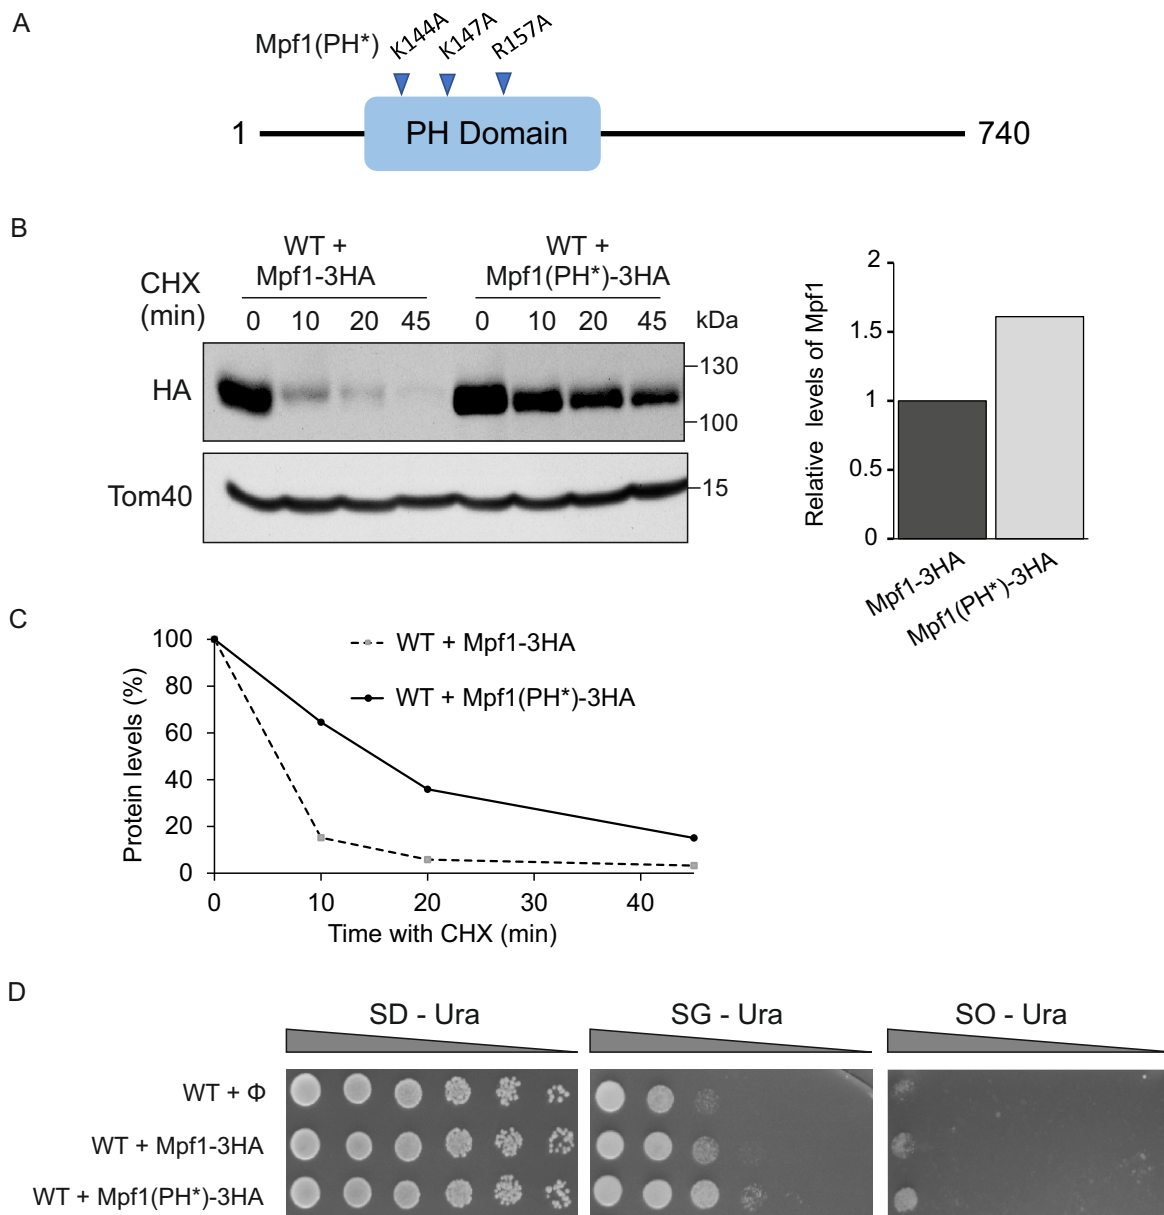 A
Mpf1(PH*) K144A K147A R157A
1 PH Domain 740
B
WT + Mpf1-3HA
WT + Mpf1(PH*)-3HA
CHX (min)
0 10 20 45 0 10 20 45 kDa
HA
130
100
Tom40
15
Relative levels of Mpf1
2
1.5
1
0.5
0
Mpf1-3HA
Mpf1(PH*)-3HA
C
Protein levels (%)
100
80
60
40
20
0
WT + Mpf1-3HA
WT + Mpf1(PH*)-3HA
0 10 20 30 40
Time with CHX (min)
D
SD - Ura SG - Ura SO - Ura
WT + Φ
WT + Mpf1-3HA
WT + Mpf1(PH*)-3HA